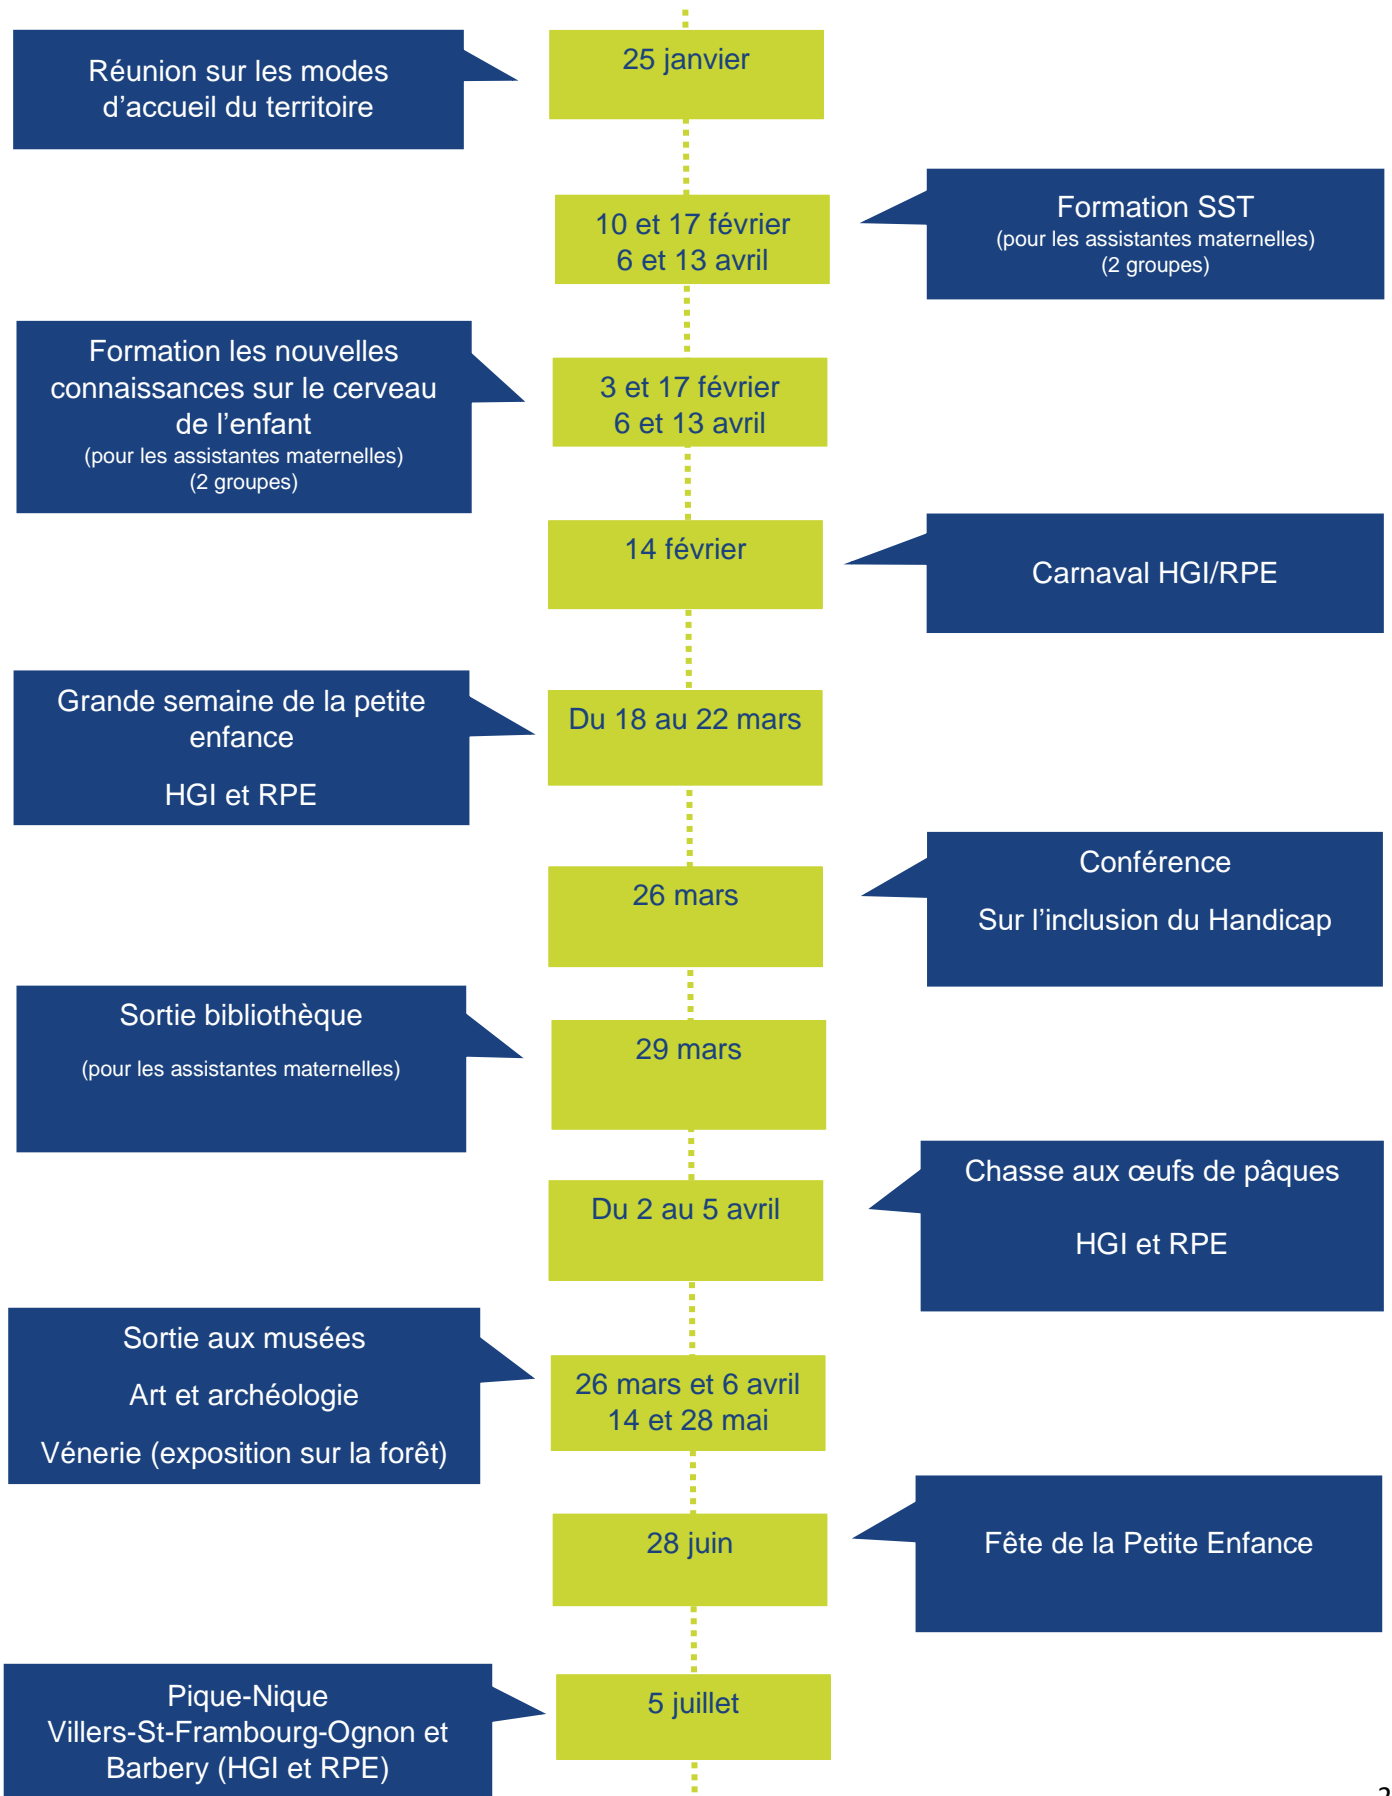 Réunion sur les modes
d’accueil du territoire
25 janvier
10 et 17 février
6 et 13 avril
Formation SST
(pour les assistantes maternelles)
(2 groupes)
Formation les nouvelles
connaissances sur le cerveau
de l’enfant
(pour les assistantes maternelles)
(2 groupes)
3 et 17 février
6 et 13 avril
14 février
Carnaval HGI/RPE
Grande semaine de la petite
enfance
HGI et RPE
Du 18 au 22 mars
26 mars
Conférence
Sur l’inclusion du Handicap
Sortie bibliothèque
(pour les assistantes maternelles)
29 mars
Du 2 au 5 avril
Chasse aux œufs de pâques
HGI et RPE
Sortie aux musées
Art et archéologie
Vénerie (exposition sur la forêt)
26 mars et 6 avril
14 et 28 mai
28 juin
Fête de la Petite Enfance
Pique-Nique
Villers-St-Frambourg-Ognon et
Barbery (HGI et RPE)
5 juillet